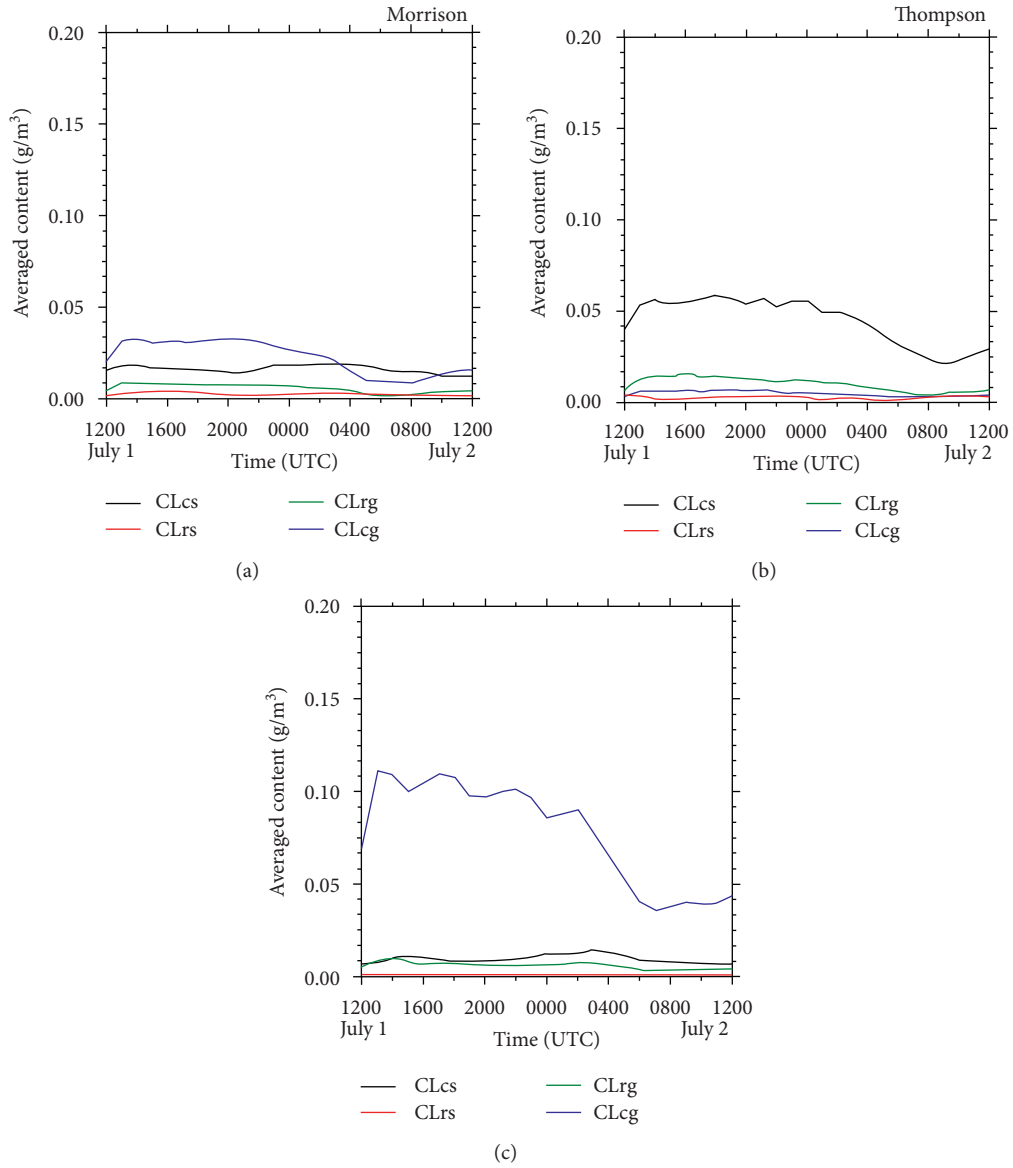 Morrison
0.20
0.15
0.10
0.05
0.00
Averaged content (g/m³)
1200 1600 2000 0000 0400 0800 1200
July 1 July 2
Time (UTC)
CLcs CLrg
CLrs CLcg
(a)
Thompson
0.20
0.15
0.10
0.05
0.00
Averaged content (g/m³)
1200 1600 2000 0000 0400 0800 1200
July 1 July 2
Time (UTC)
CLcs CLrg
CLrs CLcg
(b)
0.20
0.15
0.10
0.05
0.00
Averaged content (g/m³)
1200 1600 2000 0000 0400 0800 1200
July 1 July 2
Time (UTC)
CLcs CLrg
CLrs CLcg
(c)